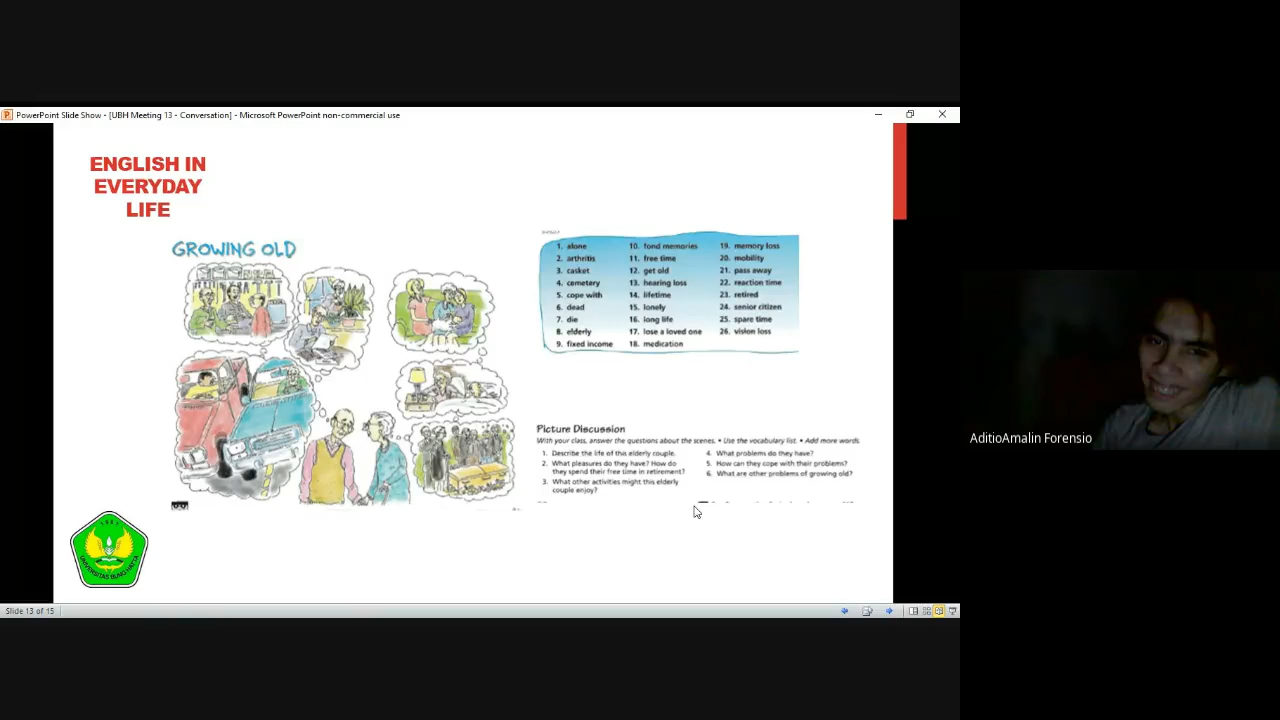 PowerPoint Slide Show - [UBH Meeting 13 - Conversation] - Microsoft PowerPoint non-commercial use
ENGLISH IN
EVERYDAY
LIFE
GROWING OLD
1. alone
2. arthritis
3. casket
4. cemetery
5. cope with
6. dead
7. die
8. elderly
9. fixed income
10. fond memories
11. free time
12. get old
13. hearing loss
14. lifetime
15. lonely
16. long life
17. lose a loved one
18. medication
19. memory loss
20. mobility
21. pass away
22. reaction time
23. retired
24. senior citizen
25. spare time
26. vision loss
Picture Discussion
With your class, answer the questions about the scenes. • Use the vocabulary list. • Add more words.
1. Describe the life of this elderly couple.
2. What pleasures do they have? How do
they spend their free time in retirement?
3. What other activities might this elderly
couple enjoy?
4. What problems do they have?
5. How can they cope with their problems?
6. What are other problems of growing old?
1981
UNIVERSITAS BUNG HATTA
Slide 13 of 15
AditioAmalin Forensio